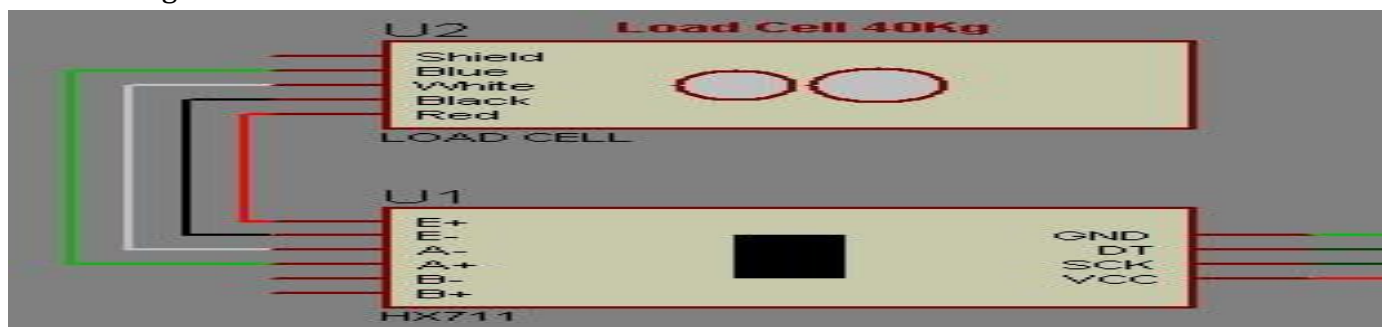 U2 Load Cell 40Kg
Shield
Blue
White
Black
Red
LOAD CELL
U1
E+
E-
A-
A+
B-
B+
GND
DT
SCK
VCC
HX711